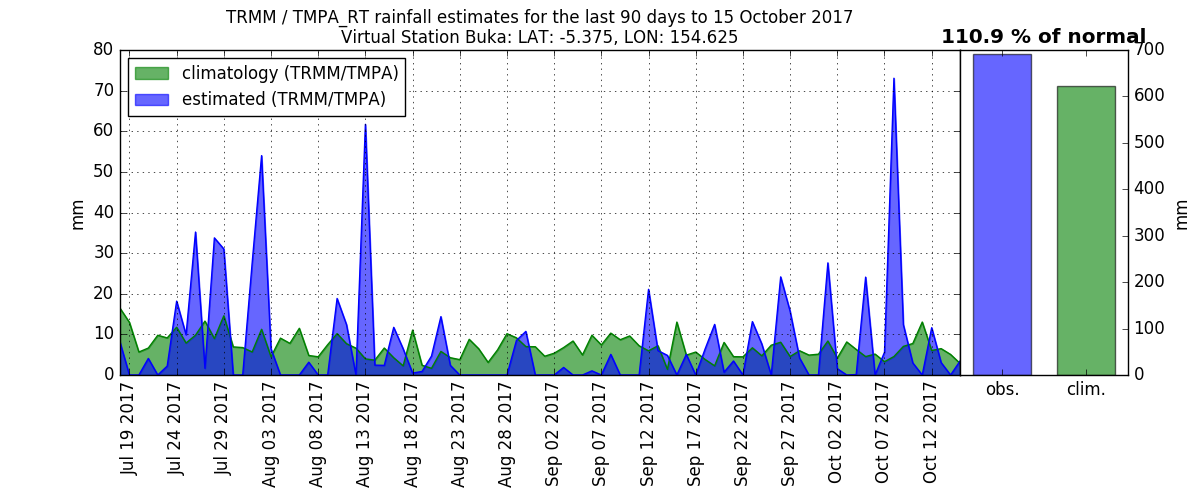 TRMM / TMPA_RT rainfall estimates for the last 90 days to 15 October 2017
Virtual Station Buka: LAT: -5.375, LON: 154.625
110.9 % of normal
climatology (TRMM/TMPA)
estimated (TRMM/TMPA)
80
70
60
50
40
30
20
10
0
mm
Jul 19 2017
Jul 24 2017
Jul 29 2017
Aug 03 2017
Aug 08 2017
Aug 13 2017
Aug 18 2017
Aug 23 2017
Aug 28 2017
Sep 02 2017
Sep 07 2017
Sep 12 2017
Sep 17 2017
Sep 22 2017
Sep 27 2017
Oct 02 2017
Oct 07 2017
Oct 12 2017
700
600
500
400
300
200
100
0
mm
obs.
clim.